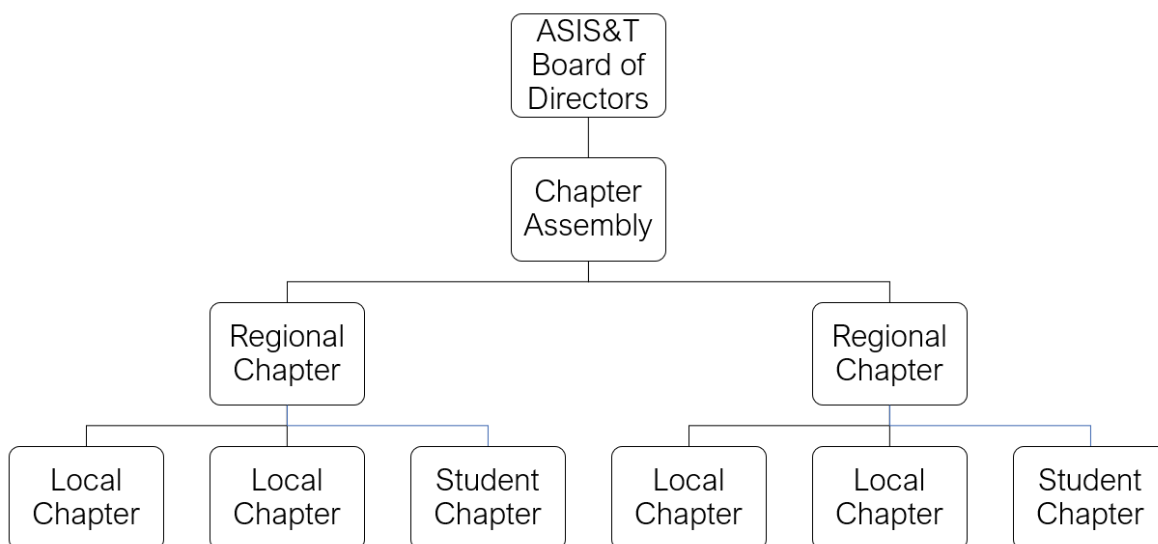 ASIS&T
Board of
Directors
Chapter
Assembly
Regional
Chapter
Regional
Chapter
Local
Chapter
Local
Chapter
Student
Chapter
Local
Chapter
Local
Chapter
Student
Chapter